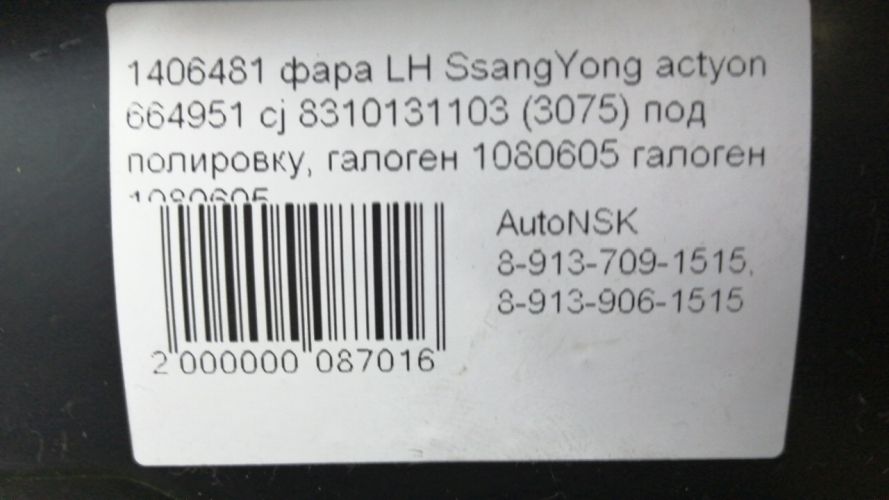 1406481 фара LH SsangYong actyon
664951 cj 8310131103 (3075) под
полировку, галоген 1080605 галоген
1080605
AutoNSK
8-913-709-1515,
8-913-906-1515
2 000000 087016